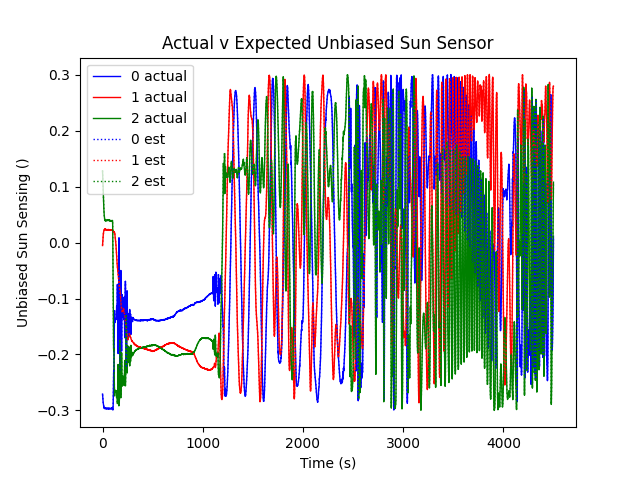 Actual v Expected Unbiased Sun Sensor
0.3
0.2
0.1
0.0
−0.1
−0.2
−0.3
Unbiased Sun Sensing ()
0 actual
1 actual
2 actual
0 est
1 est
2 est
0
1000
2000
3000
4000
Time (s)